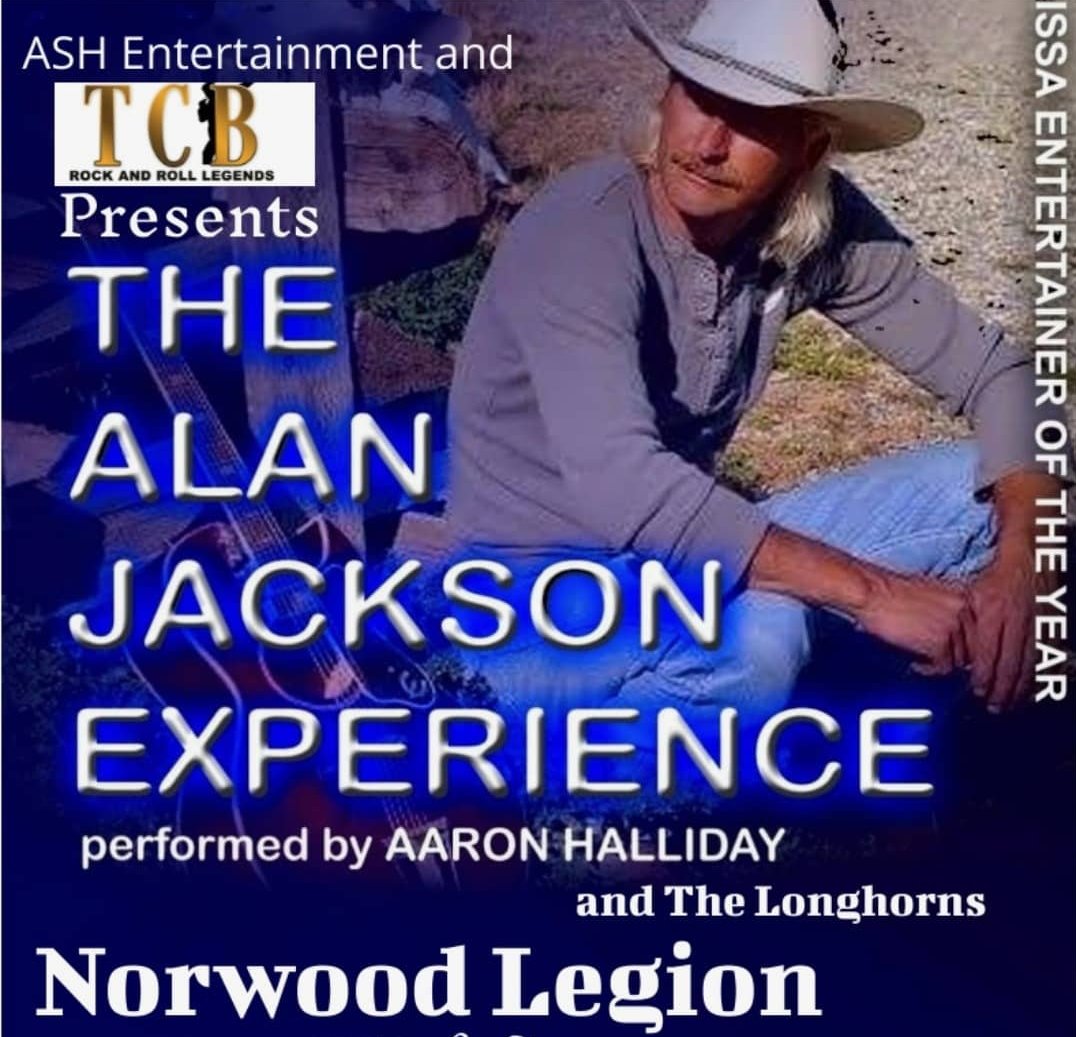 ASH Entertainment and
TCB
ROCK AND ROLL LEGENDS
Presents
THE
ALAN
JACKSON
EXPERIENCE
performed by AARON HALLIDAY
and The Longhorns
Norwood Legion
ISSA ENTERTAINER OF THE YEAR